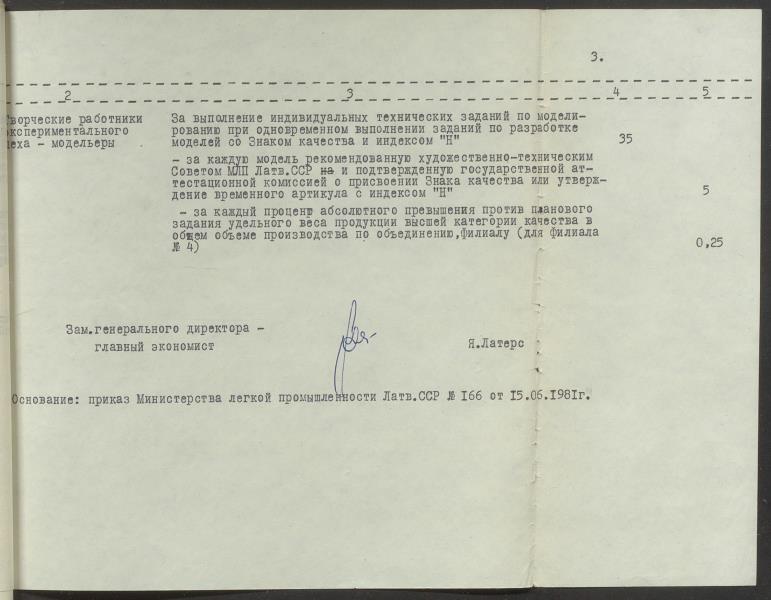 3.
2 3 4 5
Творческие работники
экспериментального
цеха - модельеры
За выполнение индивидуальных технических заданий по модели-
рованию при одновременном выполнении заданий по разработке
моделей со Знаком качества и индексом "Н"
35
- за каждую модель рекомендованную художественно-техническим
Советом МЛП Латв.ССР на и подтвержденную государственной ат-
тестационной комиссией о присвоении Знака качества или утверж-
дение временного артикула с индексом "Н"
5
- за каждый процент абсолютного превышения против планового
задания удельного веса продукции высшей категории качества в
общем объеме производства по объединению,филиалу (для филиала
№ 4)
0,25
Зам.генерального директора -
главный экономист
Я.Латерс
Основание: приказ Министерства легкой промышленности Латв.ССР № 166 от 15.06.1981г.